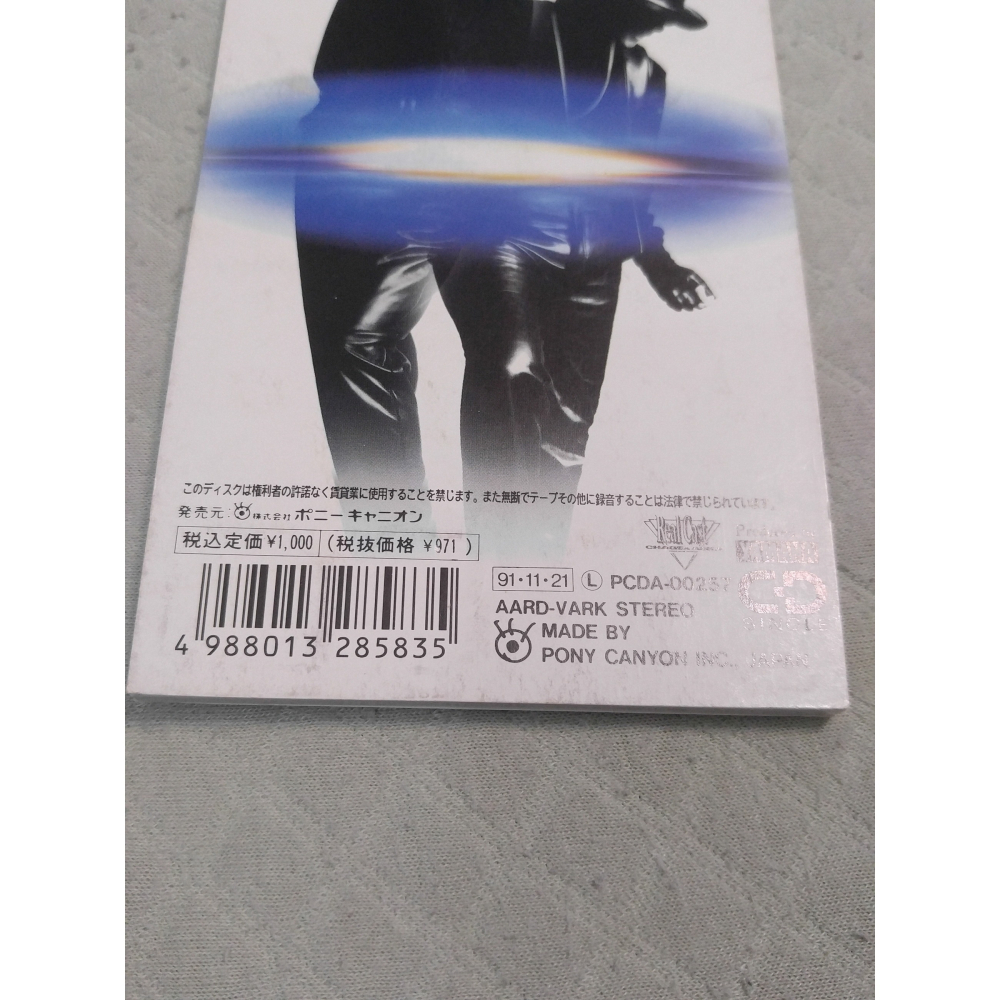 このディスクは権利者の許諾なく賃貸業に使用することを禁じます。また無断でテープその他に録音することは法律で禁じられています。
発売元: 株式会社 ポニーキャニオン
税込定価¥1,000 (税抜価格 ¥971 )
4 988013 285835
91・11・21 Ⓛ PCDA-00237
AARD-VARK STEREO
MADE BY
PONY CANYON INC., JAPAN